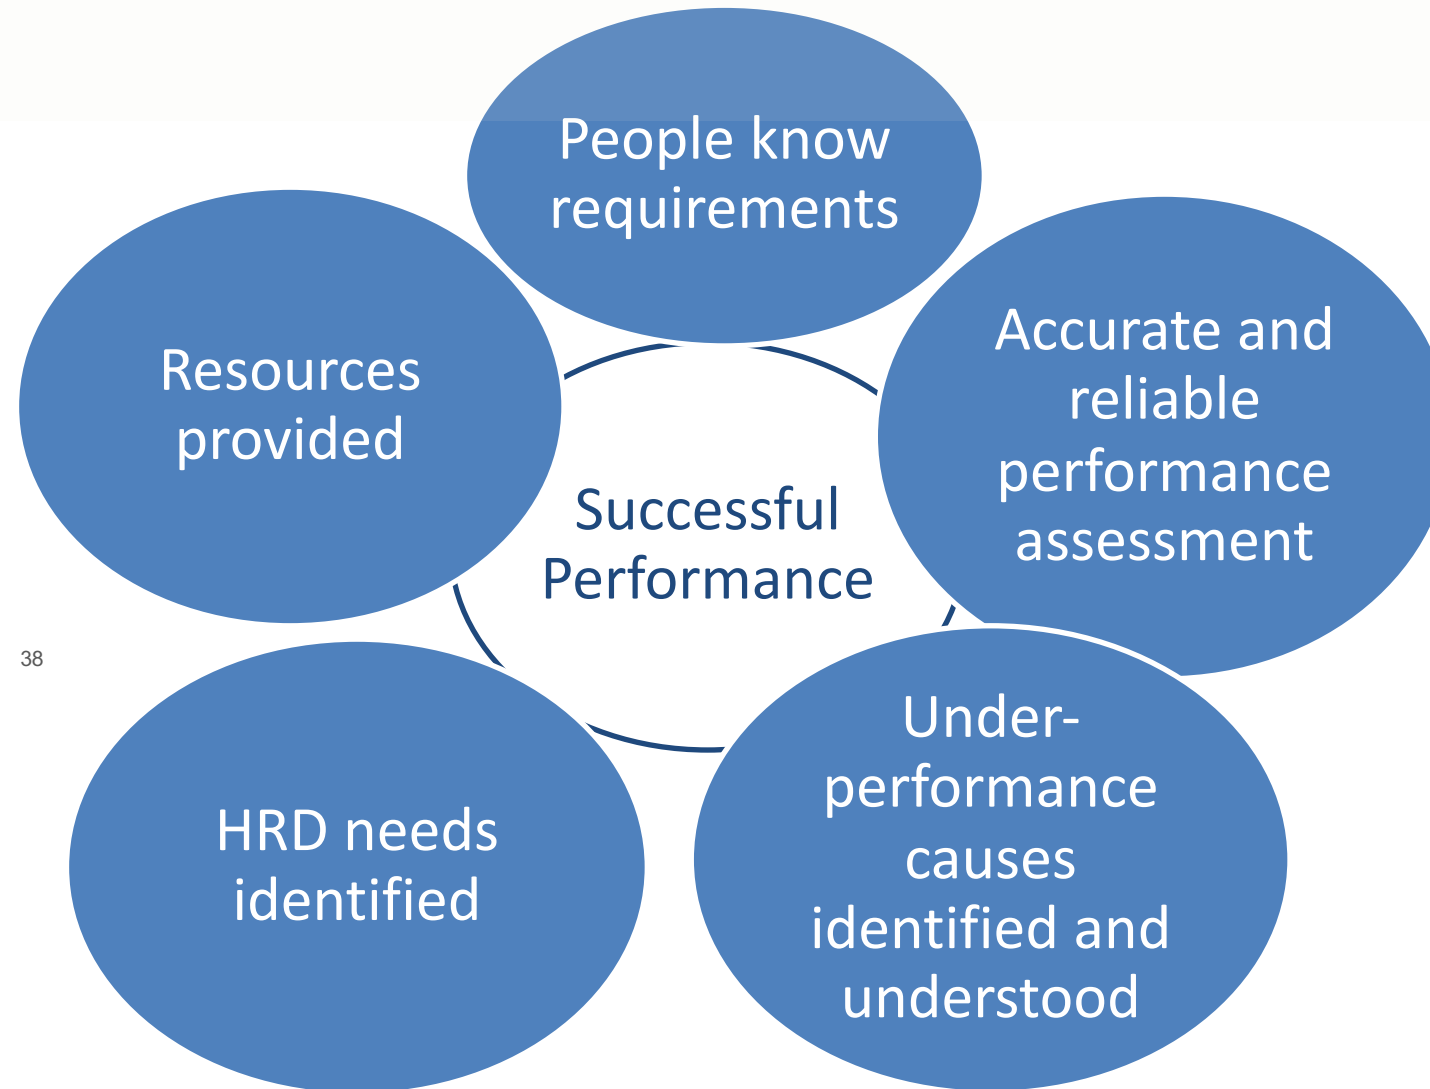 People know
requirements
Accurate and
reliable
performance
assessment
Under-
performance
causes
identified and
understood
HRD needs
identified
Resources
provided
Successful
Performance
38